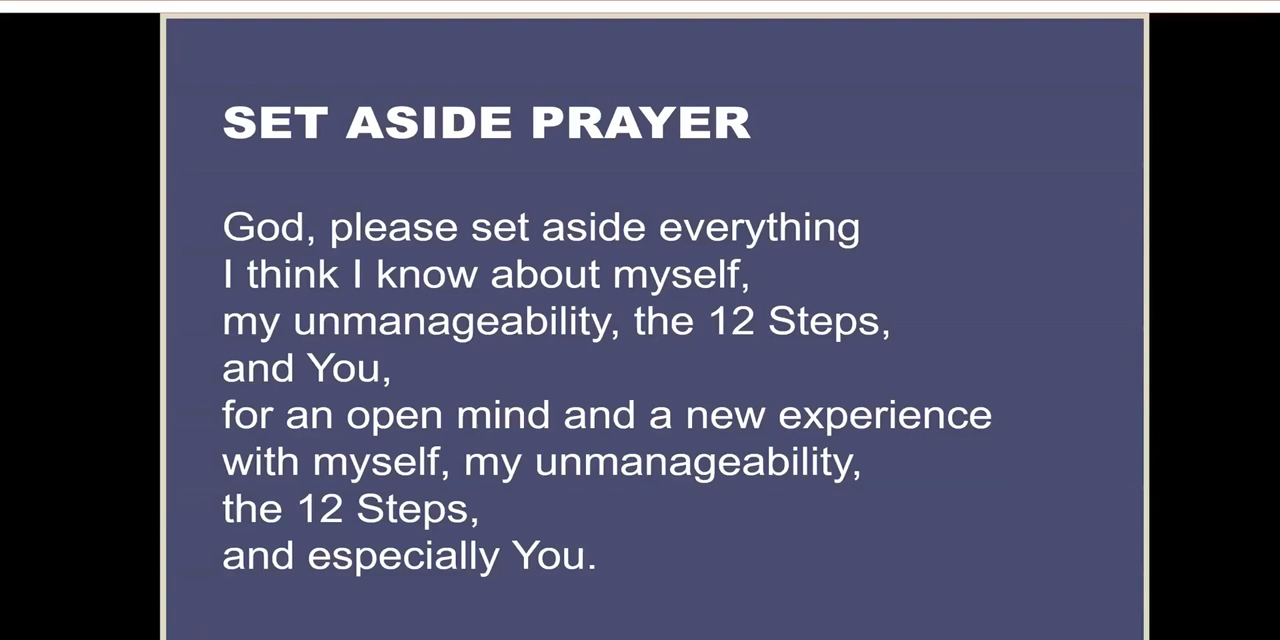 SET ASIDE PRAYER
God, please set aside everything
I think I know about myself,
my unmanageability, the 12 Steps,
and You,
for an open mind and a new experience
with myself, my unmanageability,
the 12 Steps,
and especially You.